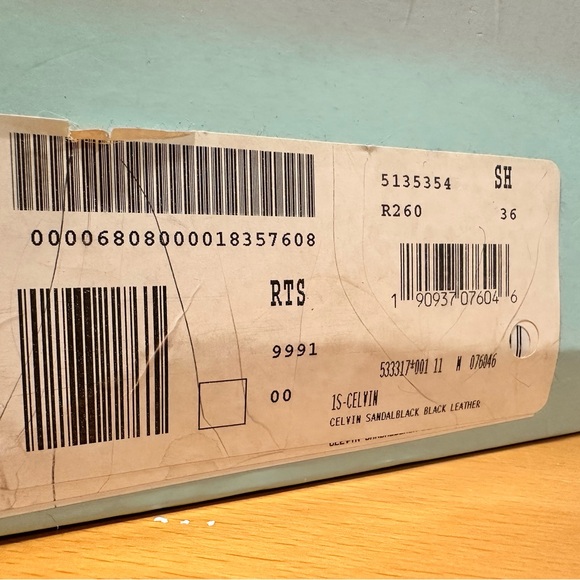 00006808000018357608
RTS
9991
00
5135354 SH
R260 36
1 90937 07604 6
533317*001 11 M 076046
1S-CELVIN
CELVIN SANDALBLACK BLACK LEATHER